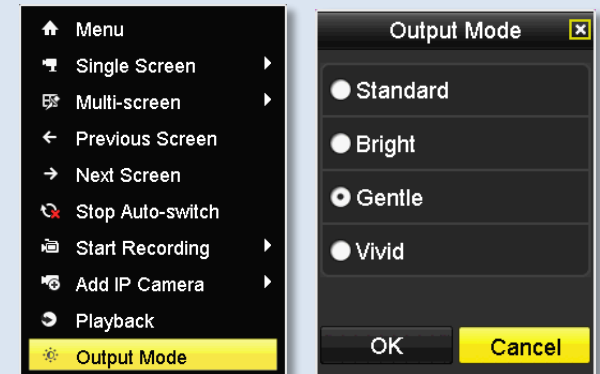 Menu
Single Screen
Multi-screen
Previous Screen
Next Screen
Stop Auto-switch
Start Recording
Add IP Camera
Playback
Output Mode
Output Mode
Standard
Bright
Gentle
Vivid
OK
Cancel